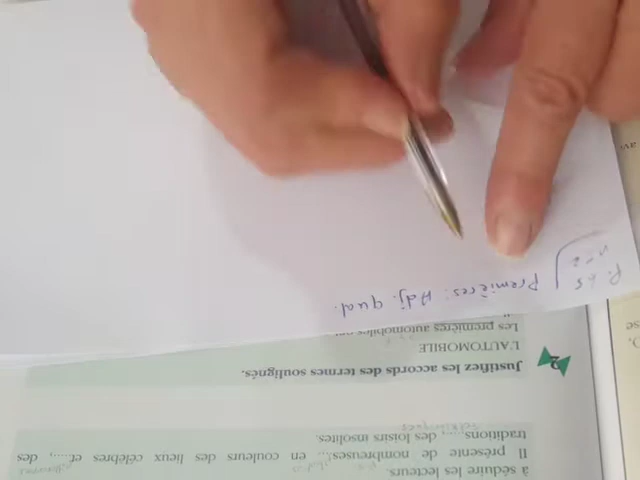 à séduire les lecteurs.
Il présente de nombreuses... en couleurs des lieux célèbres et....., des
traditions....., des loisirs insolites.
2 Justifiez les accords des termes soulignés.
L'AUTOMOBILE
Les premières automobiles
P. 65
n° 2
Premières: Adj. qual.